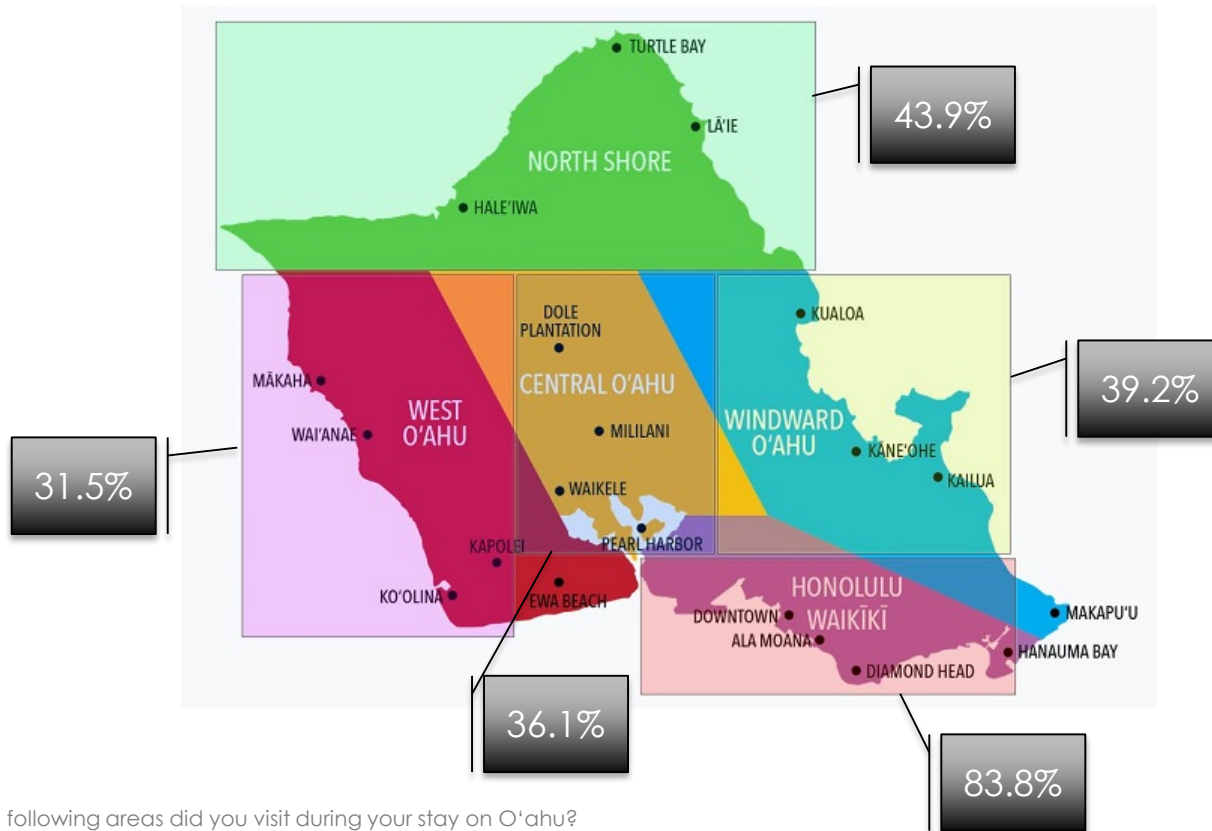 TURTLE BAY
43.9%
LĀ'IE
NORTH SHORE
HALE'IWA
DOLE
PLANTATION
KUALOA
39.2%
MĀKAHA
CENTRAL O'AHU
WEST
O'AHU
WINDWARD
O'AHU
WAI'ANAE
MILILANI
KĀNE'OHE
31.5%
WAIKELE
KAILUA
PEARL HARBOR
KAPOLEI
KO'OLINA
EWA BEACH
HONOLULU
WAIKĪKĪ
DOWNTOWN
MAKAPU'U
ALA MOANA
HANAUMA BAY
DIAMOND HEAD
36.1%
83.8%
following areas did you visit during your stay on O‘ahu?